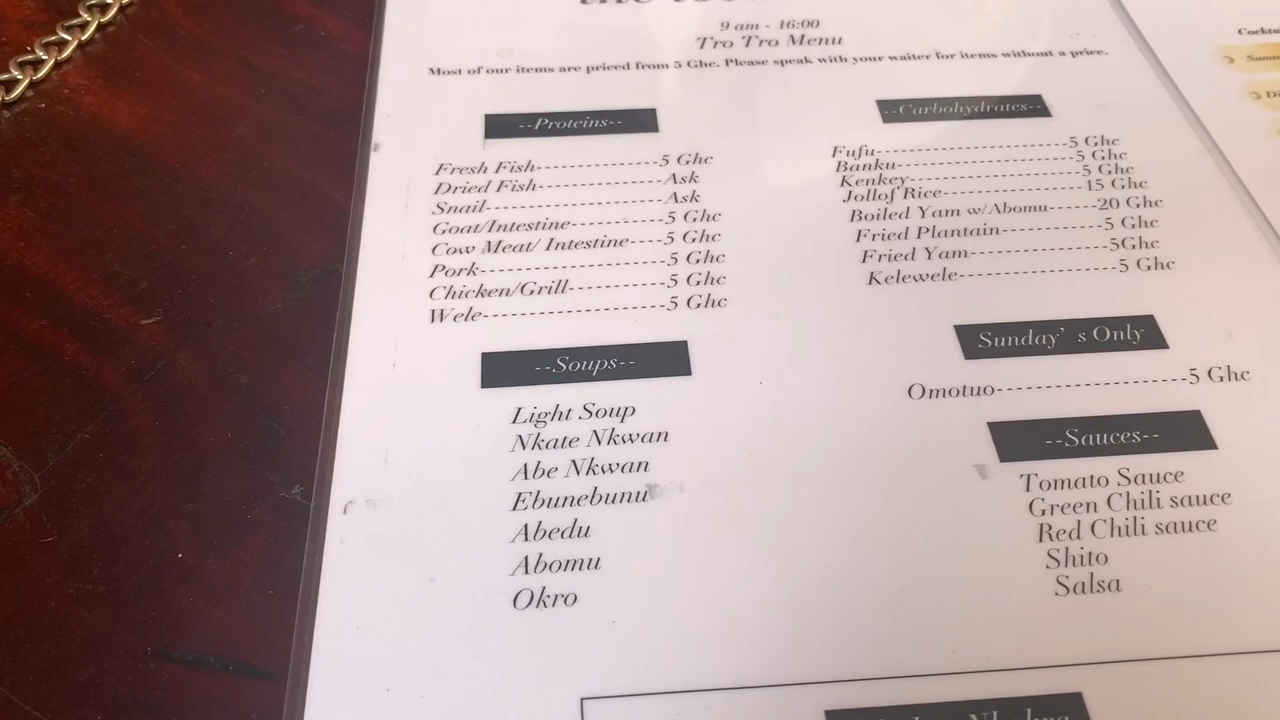 9 am - 16:00
Tro Tro Menu
Most of our items are priced from 5 Ghc. Please speak with your waiter for items without a price.
--Proteins--
Fresh Fish-------------5 Ghc
Dried Fish-------------Ask
Snail-------------------Ask
Goat/Intestine----------5 Ghc
Cow Meat/ Intestine----5 Ghc
Pork--------------------5 Ghc
Chicken/Grill----------5 Ghc
Wele-------------------5 Ghc
--Soups--
Light Soup
Nkate Nkwan
Abe Nkwan
Ebunebunu
Abedu
Abomu
Okro
--Carbohydrates--
Fufu----------------------5 Ghc
Banku--------------------5 Ghc
Kenkey-------------------5 Ghc
Jollof Rice---------------15 Ghc
Boiled Yam w/Abomu------20 Ghc
Fried Plantain------------5 Ghc
Fried Yam----------------5Ghc
Kelewele------------------5 Ghc
Sunday's Only
Omotuo---------------------5 Ghc
--Sauces--
Tomato Sauce
Green Chili sauce
Red Chili sauce
Shito
Salsa